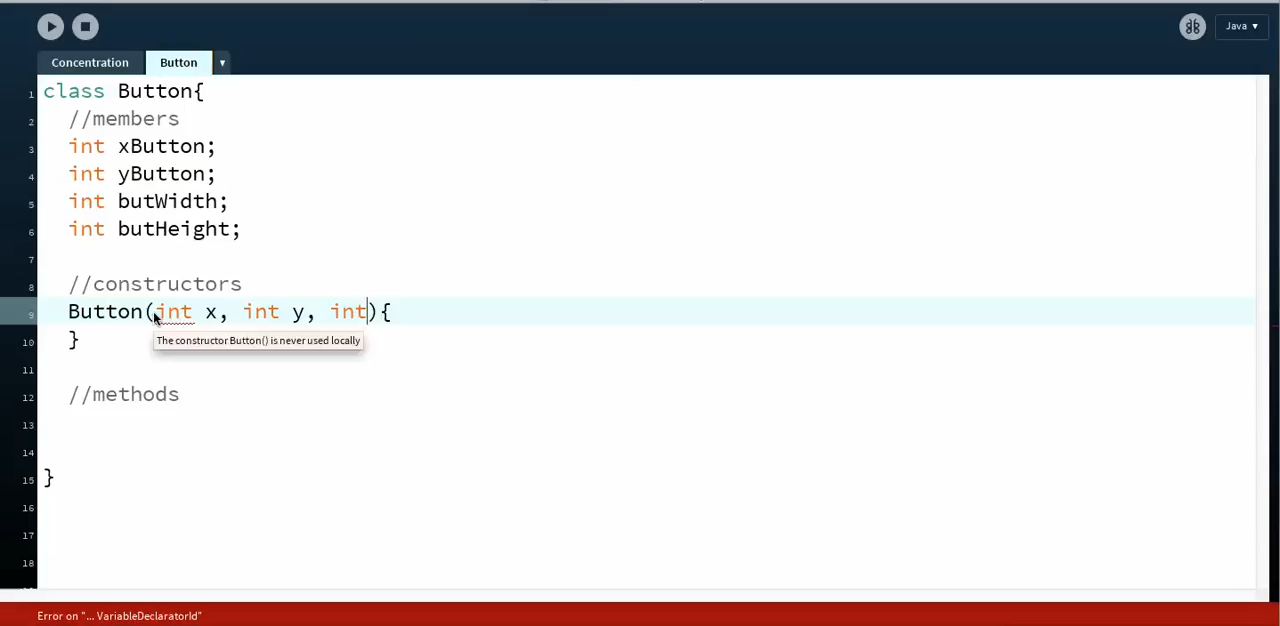 Java ▾
Concentration Button ▾
1 class Button{
2 //members
3 int xButton;
4 int yButton;
5 int butWidth;
6 int butHeight;
7
8 //constructors
9 Button(int x, int y, int){
The constructor Button() is never used locally
10 }
11
12 //methods
13
14
15 }
16
17
18
Error on "... VariableDeclaratorId"